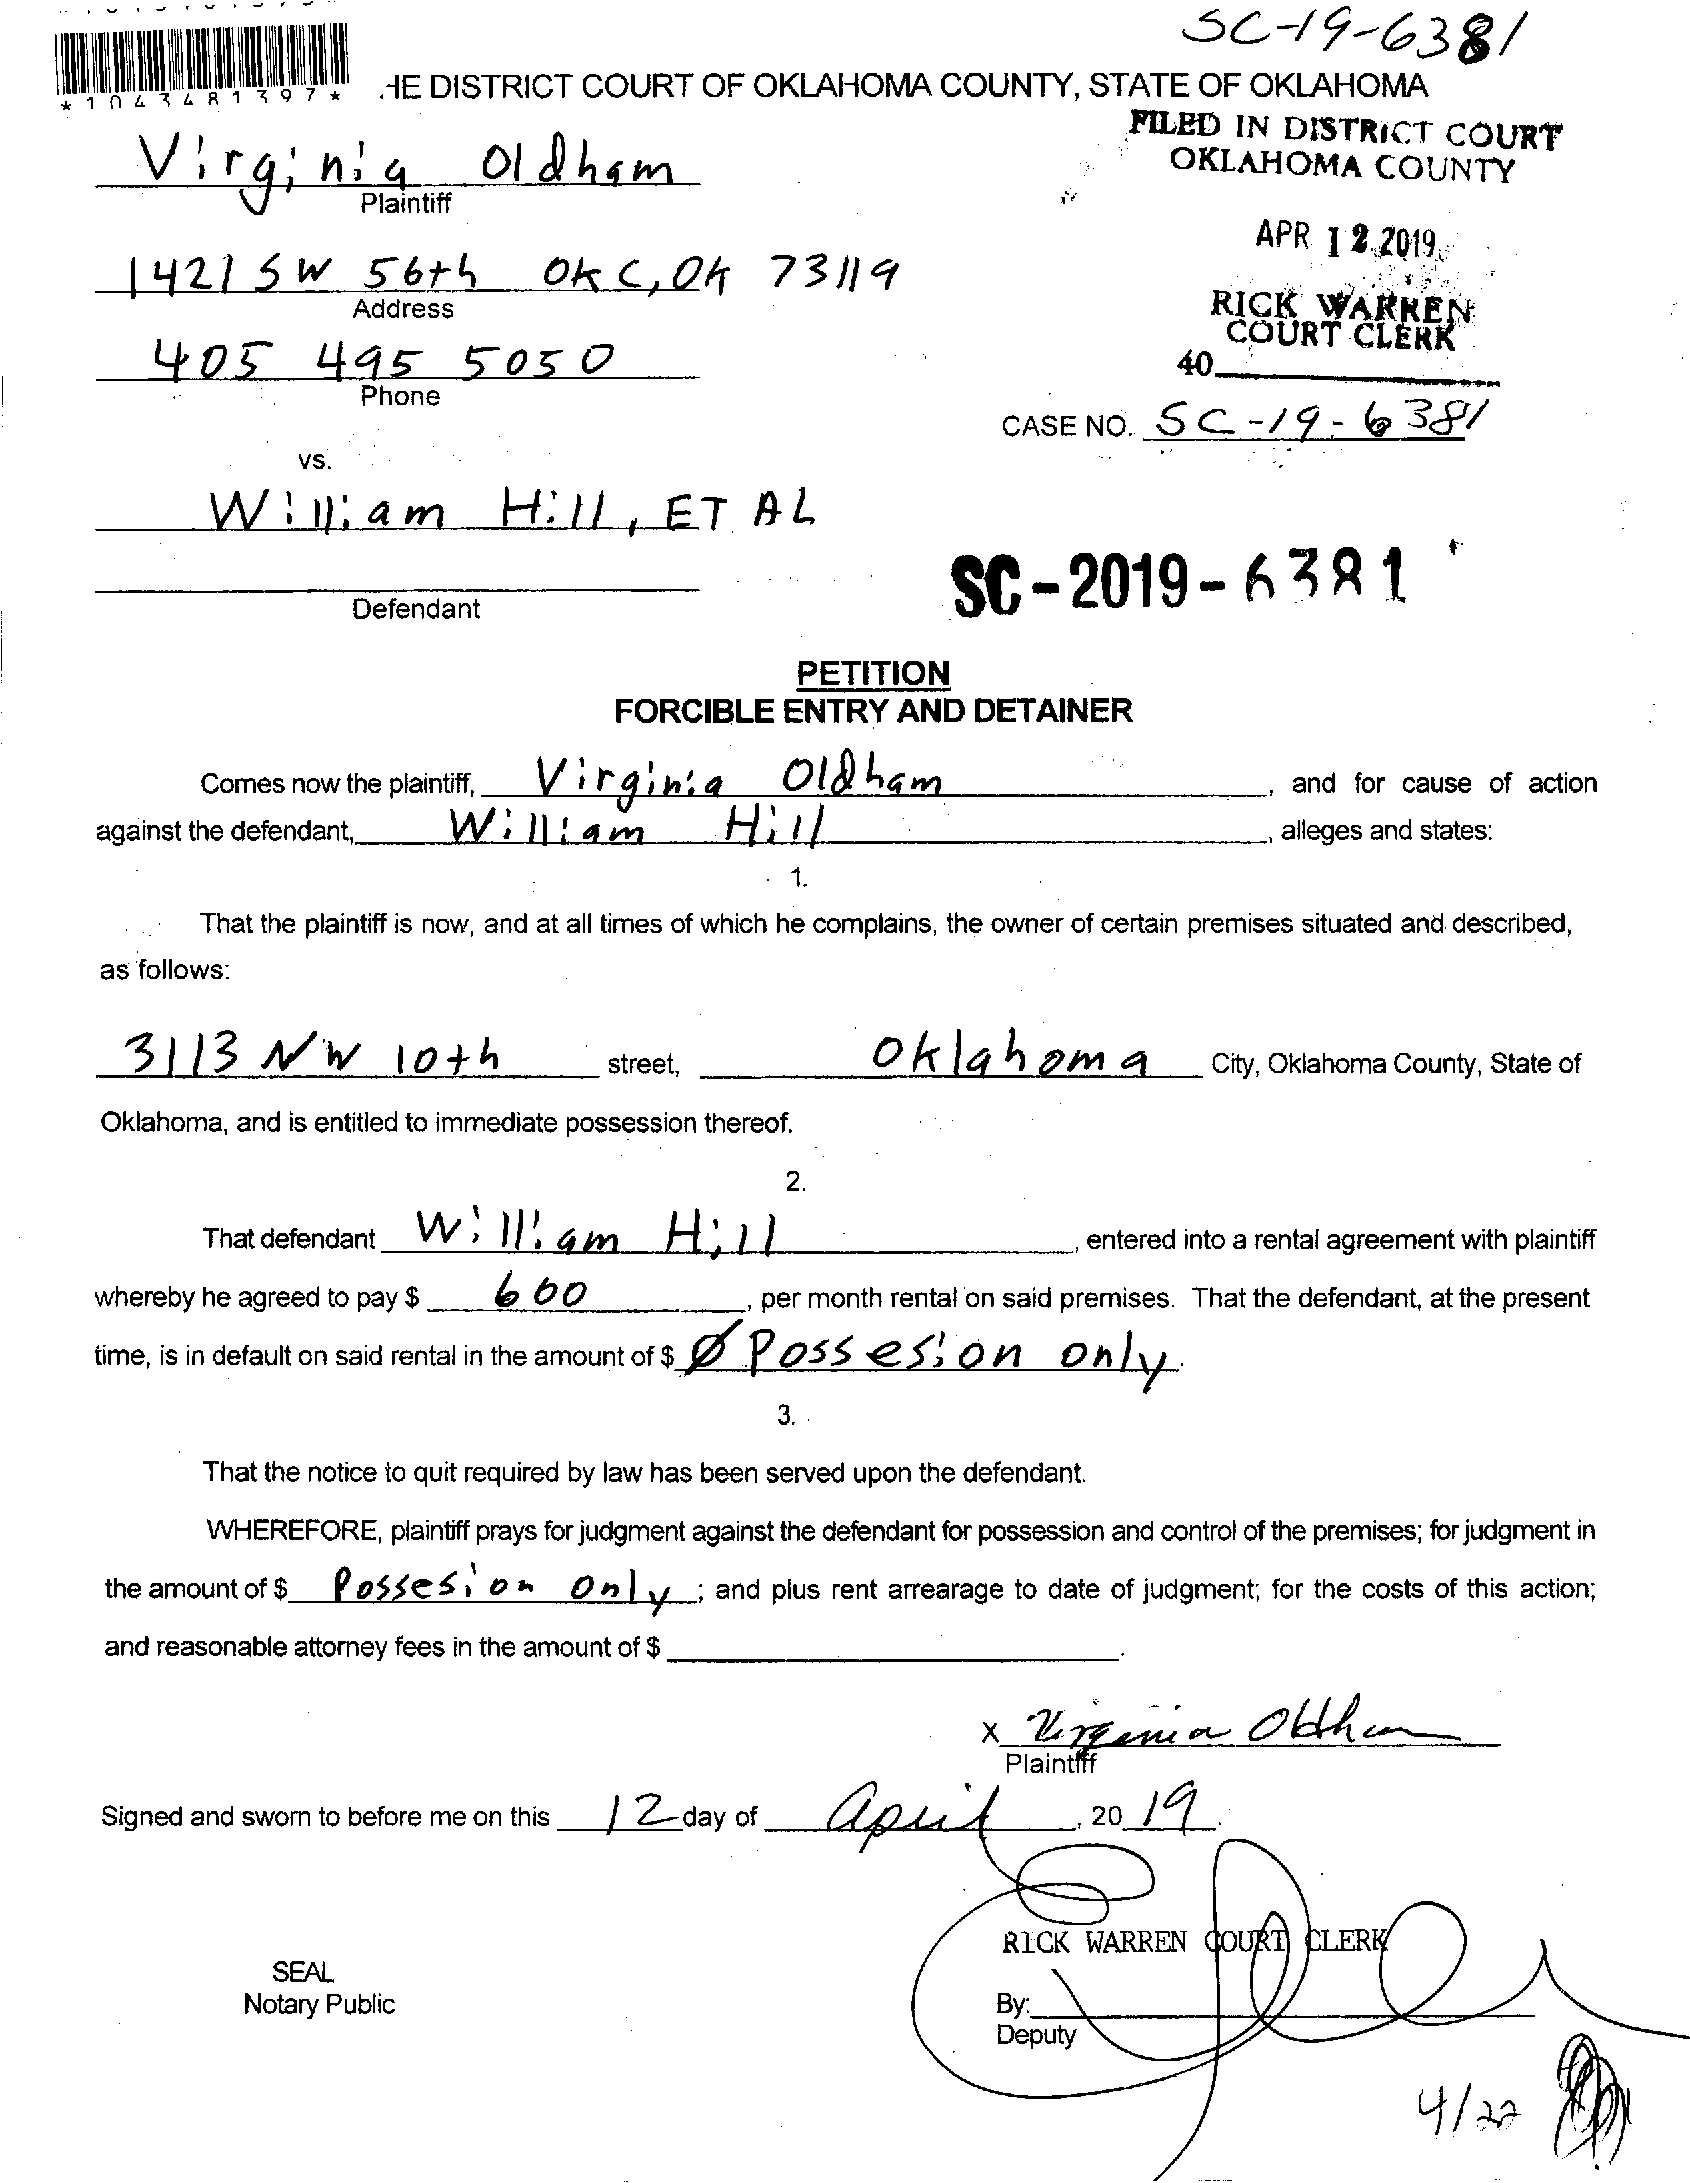 SC-19-6381
*1043481397*
HE DISTRICT COURT OF OKLAHOMA COUNTY, STATE OF OKLAHOMA
FILED IN DISTRICT COURT
OKLAHOMA COUNTY
Virginia Oldham
Plaintiff
APR 12 2019
1421 SW 56th OKC, OK 73119
Address
RICK WARREN
COURT CLERK
405 495 5050
Phone
40
CASE NO. SC-19-6381
vs.
William Hill, ET AL
Defendant
SC-2019-6381
PETITION
FORCIBLE ENTRY AND DETAINER
Comes now the plaintiff, Virginia Oldham, and for cause of action
against the defendant, William Hill, alleges and states:
1.
That the plaintiff is now, and at all times of which he complains, the owner of certain premises situated and described,
as follows:
3113 NW 10th street, Oklahoma City, Oklahoma County, State of
Oklahoma, and is entitled to immediate possession thereof.
2.
That defendant William Hill, entered into a rental agreement with plaintiff
whereby he agreed to pay $ 600, per month rental on said premises. That the defendant, at the present
time, is in default on said rental in the amount of $ Ø Possesion only.
3.
That the notice to quit required by law has been served upon the defendant.
WHEREFORE, plaintiff prays for judgment against the defendant for possession and control of the premises; for judgment in
the amount of $ Possesion Only; and plus rent arrearage to date of judgment; for the costs of this action;
and reasonable attorney fees in the amount of $ .
X Virginia Oldham
Plaintiff
Signed and sworn to before me on this 12 day of April, 20 19.
RICK WARREN COURT CLERK
SEAL
Notary Public
By:
Deputy
4/22